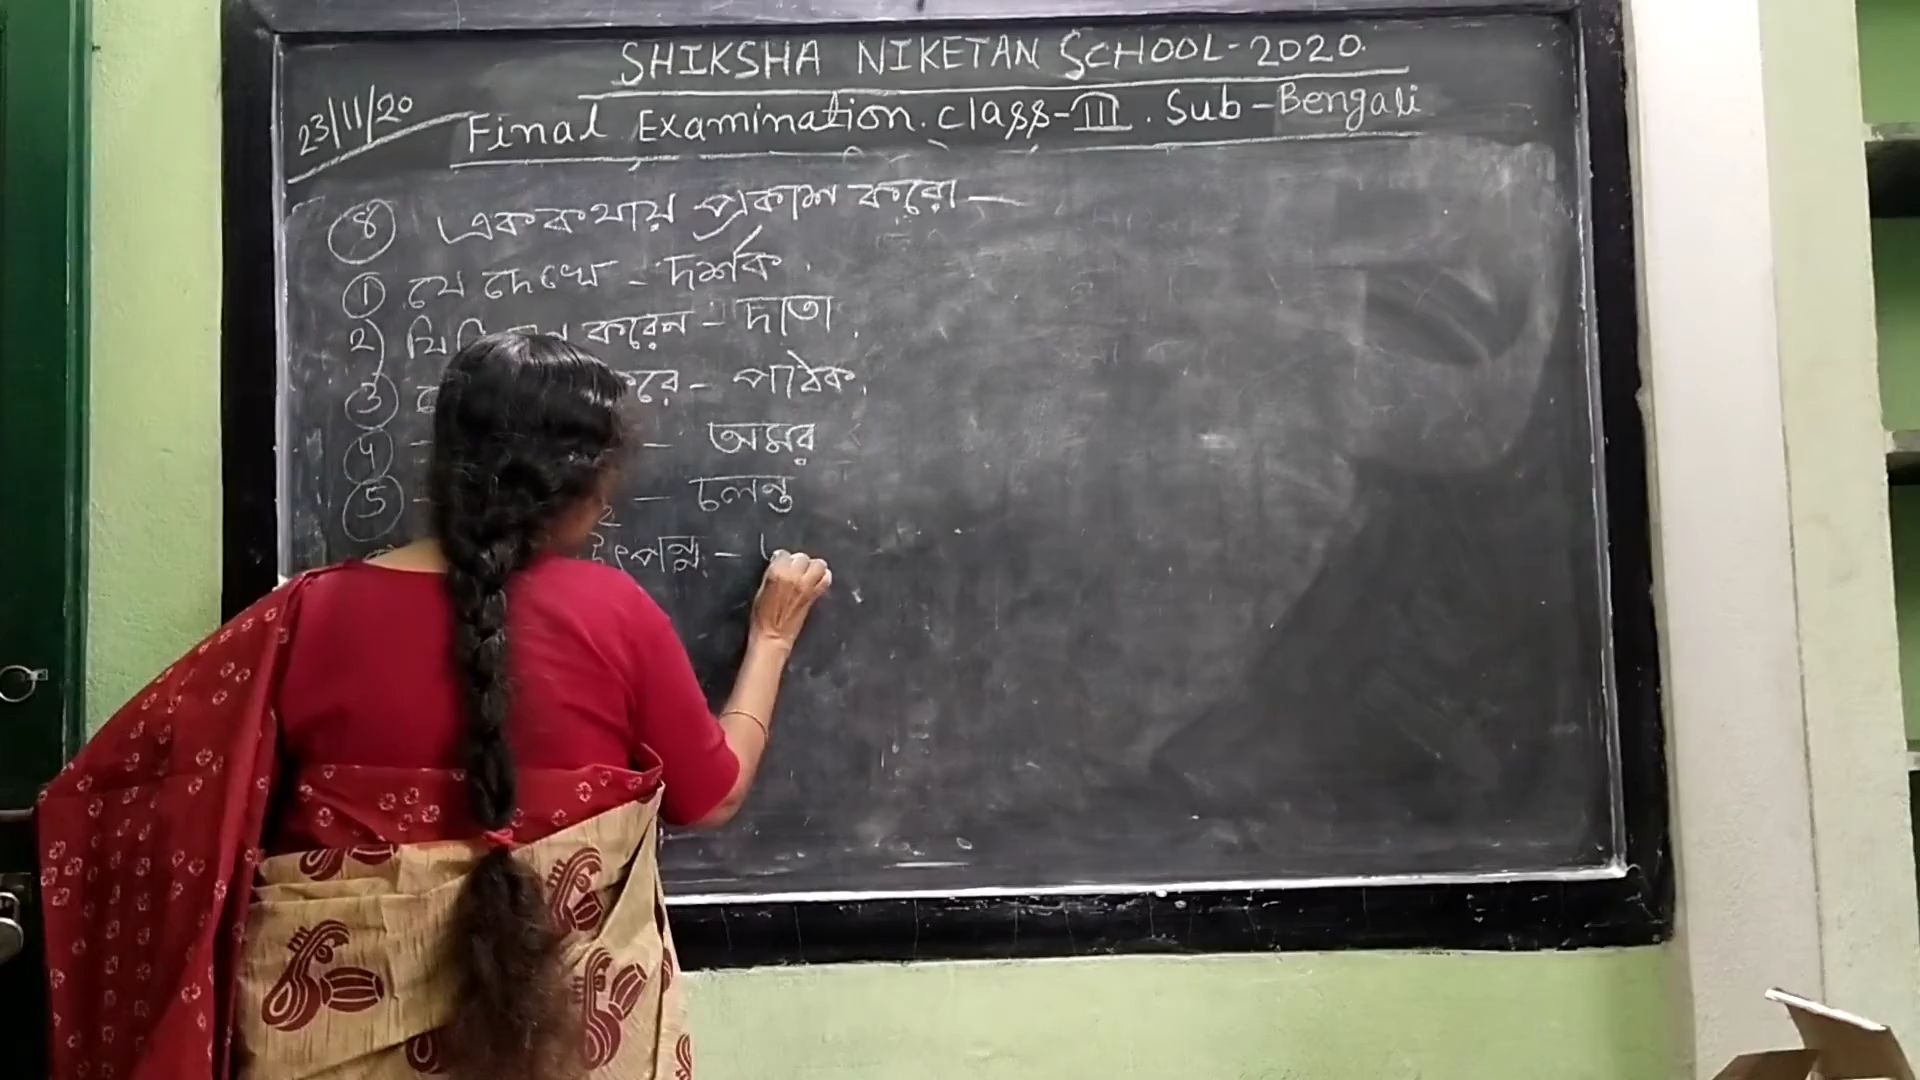 SHIKSHA NIKETAN SCHOOL-2020.
23/11/20
Final Examination. class-III. Sub-Bengali
৪ এককথায় প্রকাশ করো—
1 যে দেখে - দর্শক.
2) করেন - দাতা.
3 করে- পাঠক.
4 - অমর
5 - চলন্ত
উৎপন্ন -